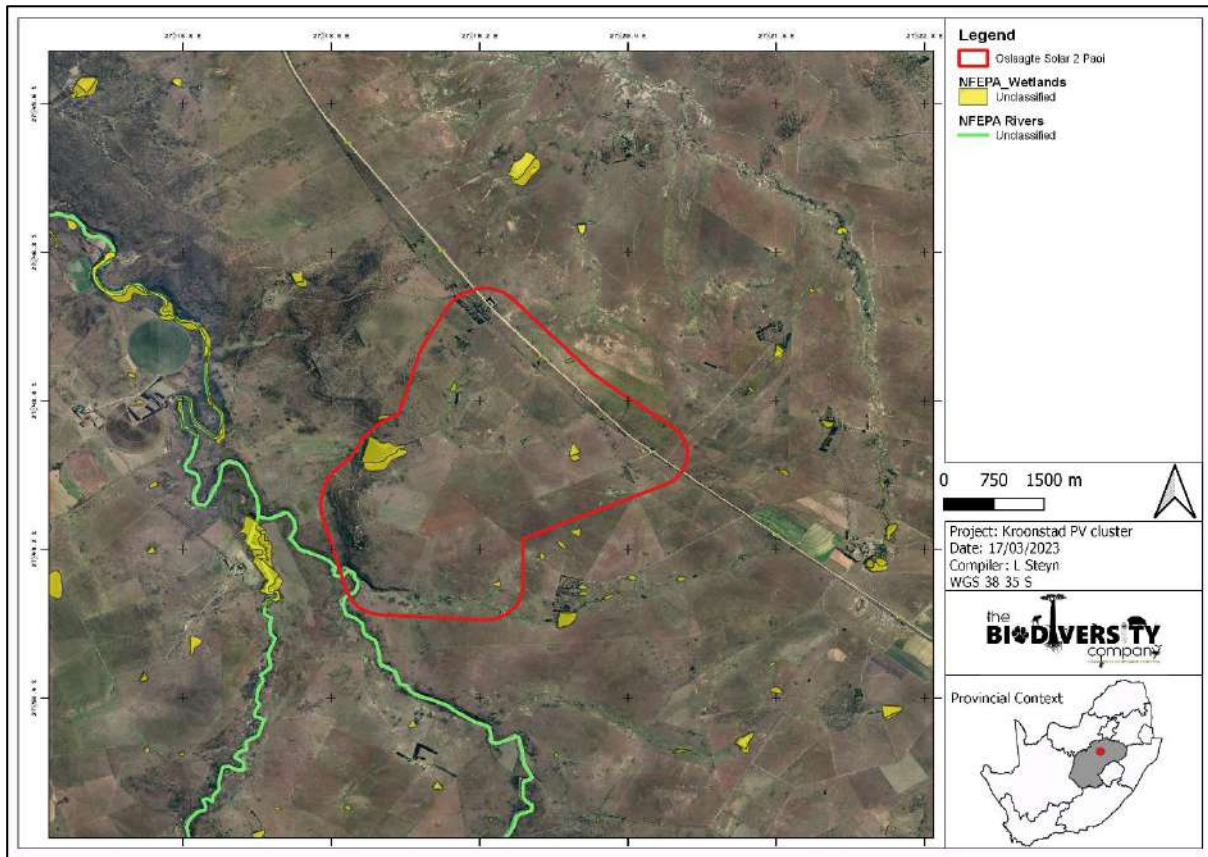 Legend
Oslaagte Solar 2 Paoi
NFEPA_Wetlands
Unclassified
NFEPA Rivers
Unclassified
0 750 1500 m
Project: Kroonstad PV cluster
Date: 17/03/2023
Compiler: L Steyn
WGS 38 35 S
the
BIODIVERSITY
company
Provincial Context